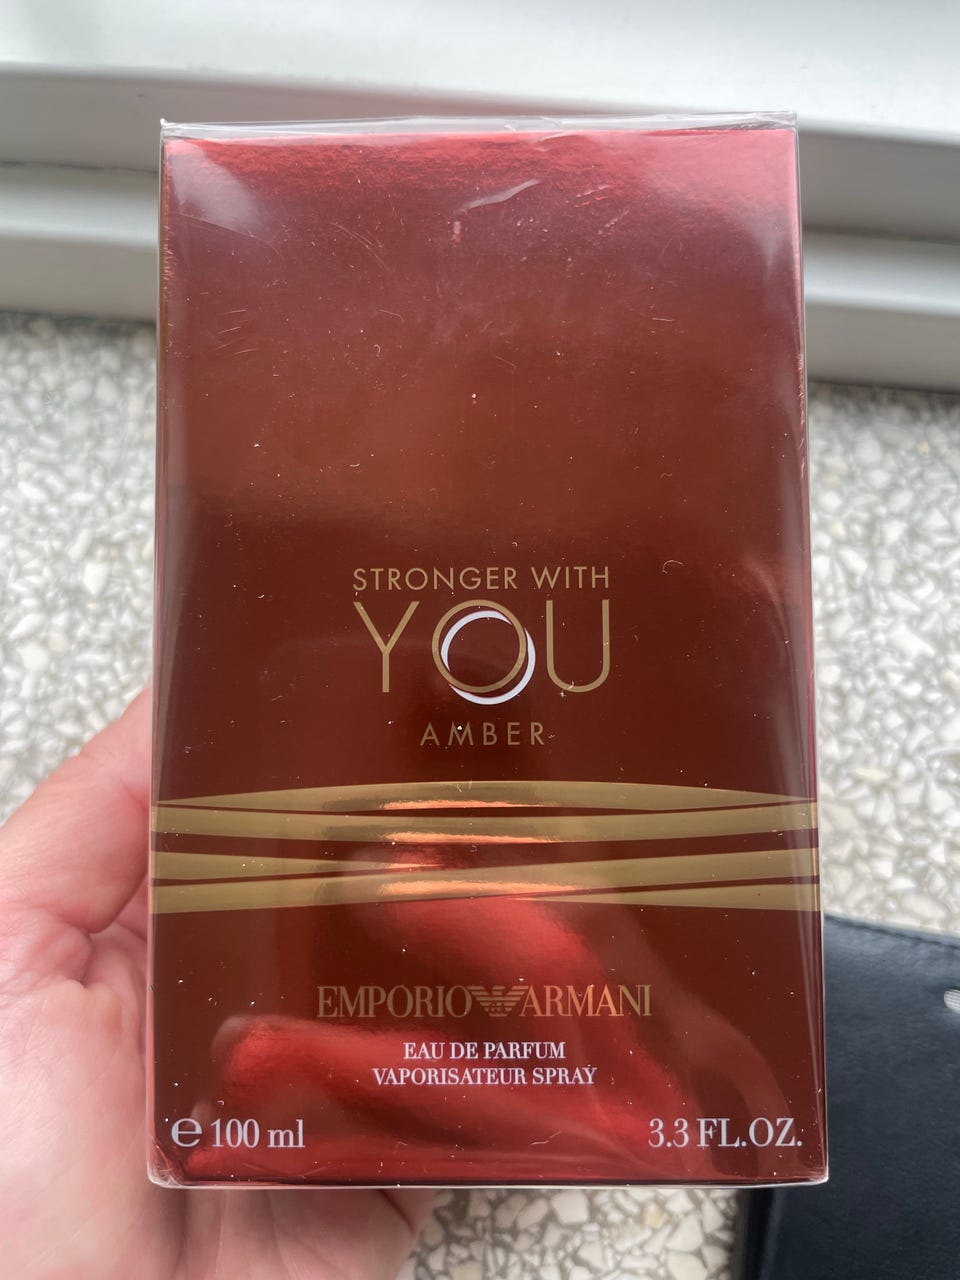 STRONGER WITH
YOU
AMBER
EMPORIO ARMANI
EAU DE PARFUM
VAPORISATEUR SPRAY
℮ 100 ml
3.3 FL.OZ.